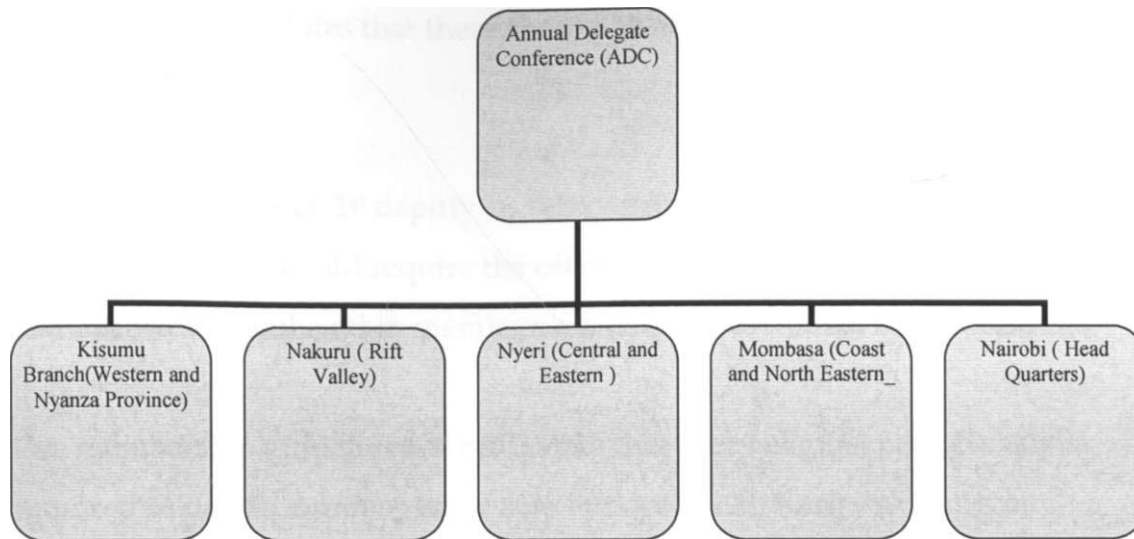 Annual Delegate
Conference (ADC)
Kisumu
Branch(Western and
Nyanza Province)
Nakuru ( Rift
Valley)
Nyeri (Central and
Eastern )
Mombasa (Coast
and North Eastern_
Nairobi ( Head
Quarters)